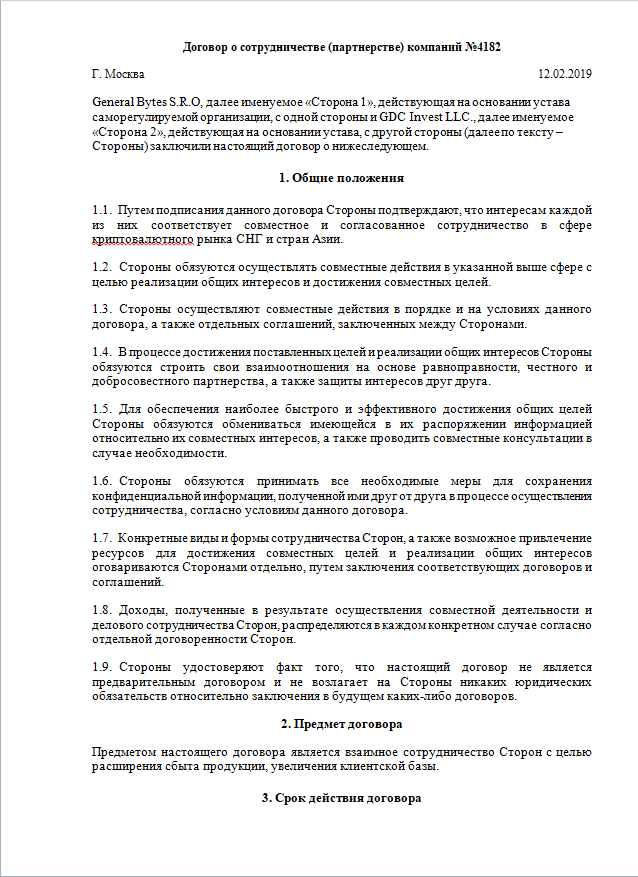 Договор о сотрудничестве (партнерстве) компаний №4182
Г. Москва 12.02.2019
General Bytes S.R.O, далее именуемое «Сторона 1», действующая на основании устава
саморегулируемой организации, с одной стороны и GDC Invest LLC., далее именуемое
«Сторона 2», действующая на основании устава, с другой стороны (далее по тексту –
Стороны) заключили настоящий договор о нижеследующем.
1. Общие положения
1.1. Путем подписания данного договора Стороны подтверждают, что интересам каждой
из них соответствует совместное и согласованное сотрудничество в сфере
криптовалютного рынка СНГ и стран Азии.
1.2. Стороны обязуются осуществлять совместные действия в указанной выше сфере с
целью реализации общих интересов и достижения совместных целей.
1.3. Стороны осуществляют совместные действия в порядке и на условиях данного
договора, а также отдельных соглашений, заключенных между Сторонами.
1.4. В процессе достижения поставленных целей и реализации общих интересов Стороны
обязуются строить свои взаимоотношения на основе равноправности, честного и
добросовестного партнерства, а также защиты интересов друг друга.
1.5. Для обеспечения наиболее быстрого и эффективного достижения общих целей
Стороны обязуются обмениваться имеющейся в их распоряжении информацией
относительно их совместных интересов, а также проводить совместные консультации в
случае необходимости.
1.6. Стороны обязуются принимать все необходимые меры для сохранения
конфиденциальной информации, полученной ими друг от друга в процессе осуществления
сотрудничества, согласно условиям данного договора.
1.7. Конкретные виды и формы сотрудничества Сторон, а также возможное привлечение
ресурсов для достижения совместных целей и реализации общих интересов
оговариваются Сторонами отдельно, путем заключения соответствующих договоров и
соглашений.
1.8. Доходы, полученные в результате осуществления совместной деятельности и
делового сотрудничества Сторон, распределяются в каждом конкретном случае согласно
отдельной договоренности Сторон.
1.9. Стороны удостоверяют факт того, что настоящий договор не является
предварительным договором и не возлагает на Стороны никаких юридических
обязательств относительно заключения в будущем каких-либо договоров.
2. Предмет договора
Предметом настоящего договора является взаимное сотрудничество Сторон с целью
расширения сбыта продукции, увеличения клиентской базы.
3. Срок действия договора